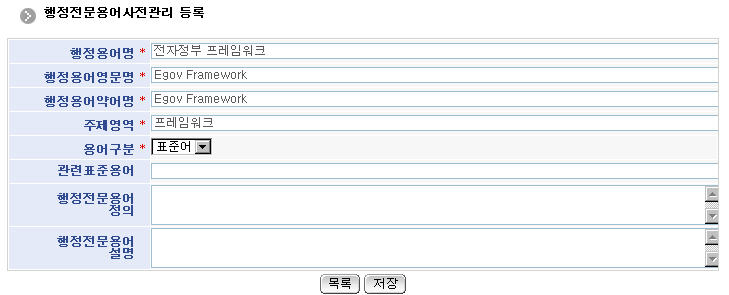 행정전문용어사전관리 등록
행정용어명 * 전자정부 프레임워크
행정용어영문명 * Egov Framework
행정용어약어명 * Egov Framework
주제영역 * 프레임워크
용어구분 * 표준어
관련표준용어
행정전문용어
정의
행정전문용어
설명
목록 저장